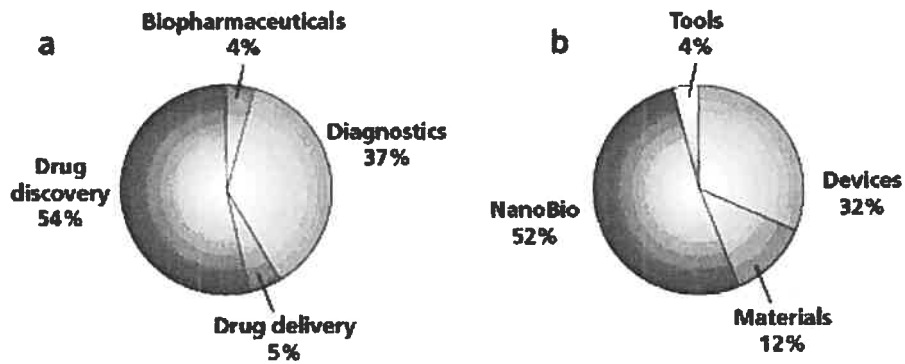 a
Biopharmaceuticals
4%
Diagnostics
37%
Drug
discovery
54%
Drug delivery
5%
b
Tools
4%
Devices
32%
NanoBio
52%
Materials
12%